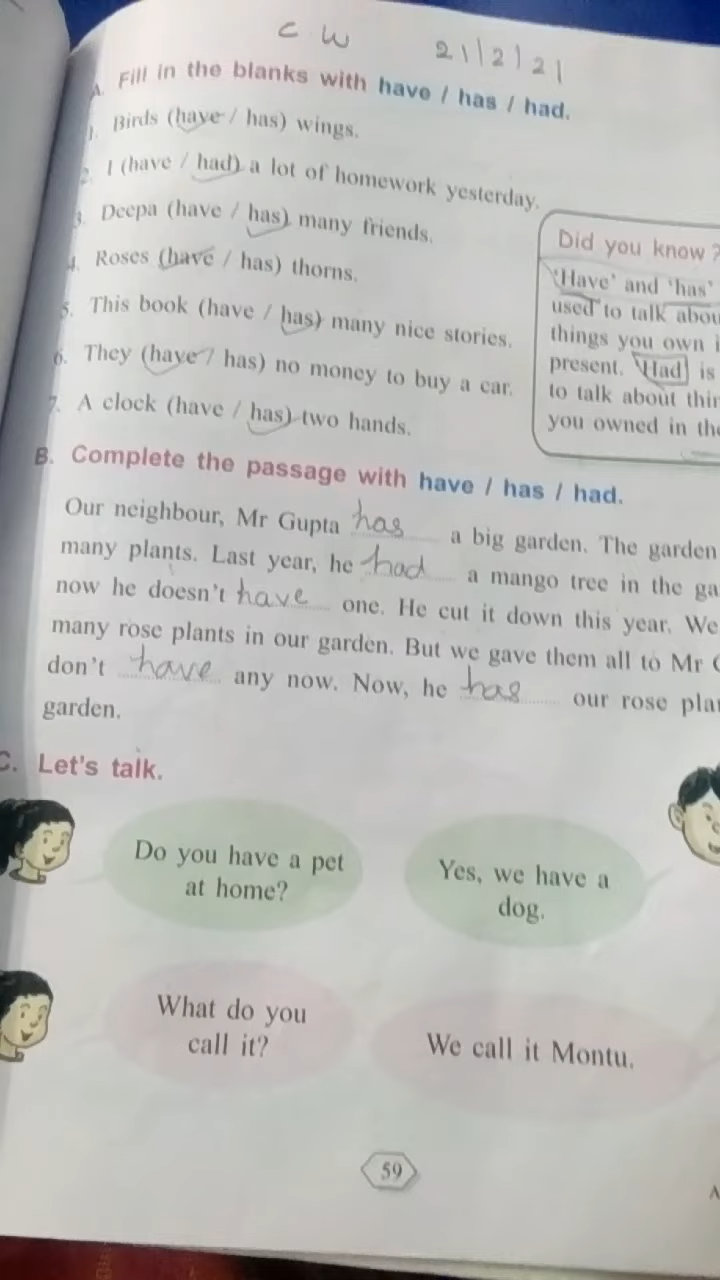 C W 21/2/21
A. Fill in the blanks with have / has / had.
1. Birds (have / has) wings.
2. I (have / had) a lot of homework yesterday.
3. Deepa (have / has) many friends.
4. Roses (have / has) thorns.
5. This book (have / has) many nice stories.
6. They (have / has) no money to buy a car.
7. A clock (have / has) two hands.
Did you know?
'Have' and 'has'
used to talk
things you own
present. 'Had' is
to talk about
you owned in
B. Complete the passage with have / has / had.
Our neighbour, Mr Gupta has a big garden. The garden
many plants. Last year, he had a mango tree in the
now he doesn't have one. He cut it down this year. We
many rose plants in our garden. But we gave them all to Mr
don't have any now. Now, he has our rose
garden.
C. Let's talk.
Do you have a pet
at home?
Yes, we have a
dog.
What do you
call it?
We call it Montu.
59